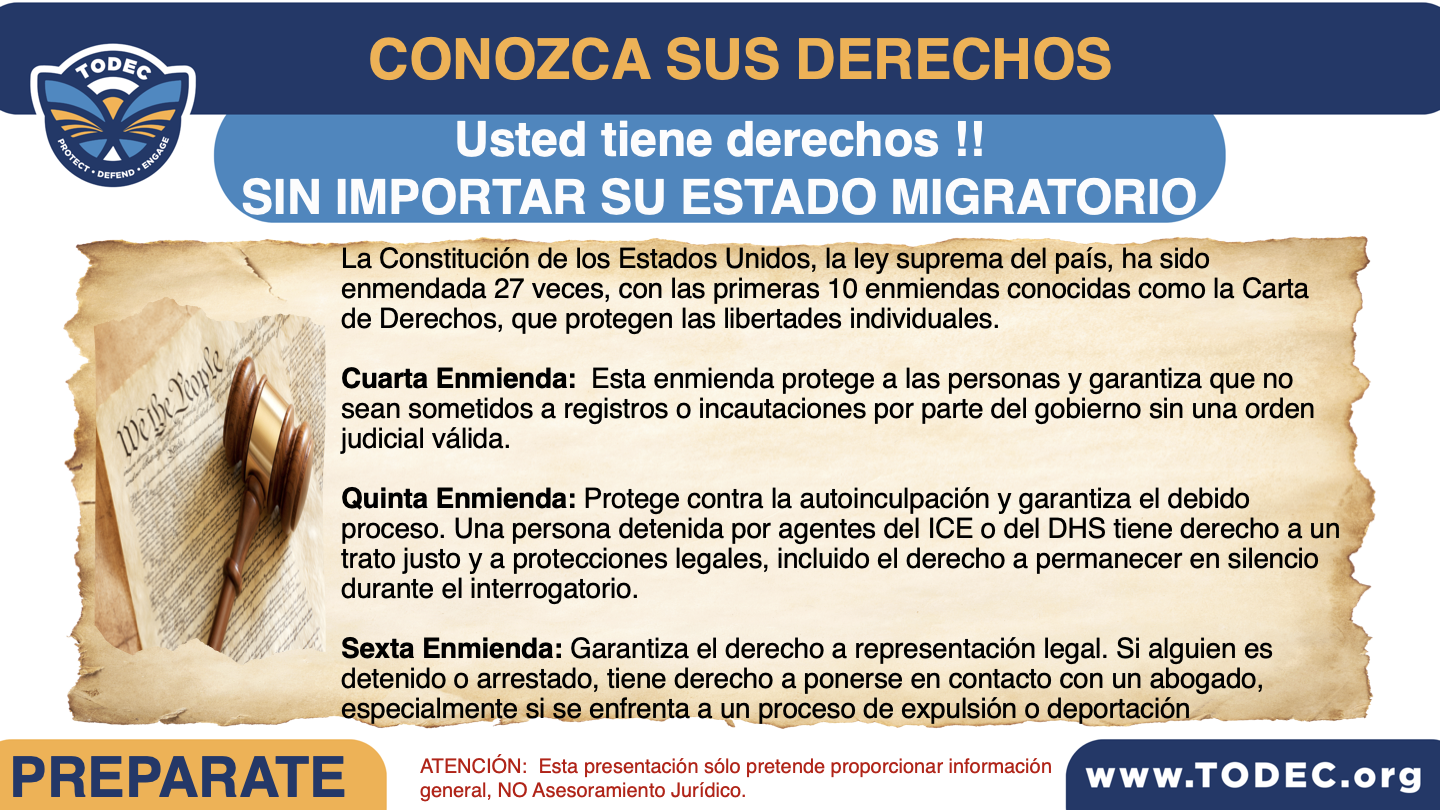 CONOZCA SUS DERECHOS
TODEC
PROTECT • DEFEND • ENGAGE
Usted tiene derechos !!
SIN IMPORTAR SU ESTADO MIGRATORIO
La Constitución de los Estados Unidos, la ley suprema del país, ha sido
enmendada 27 veces, con las primeras 10 enmiendas conocidas como la Carta
de Derechos, que protegen las libertades individuales.
We the People
Cuarta Enmienda: Esta enmienda protege a las personas y garantiza que no
sean sometidos a registros o incautaciones por parte del gobierno sin una orden
judicial válida.
Quinta Enmienda: Protege contra la autoinculpación y garantiza el debido
proceso. Una persona detenida por agentes del ICE o del DHS tiene derecho a un
trato justo y a protecciones legales, incluido el derecho a permanecer en silencio
durante el interrogatorio.
Sexta Enmienda: Garantiza el derecho a representación legal. Si alguien es
detenido o arrestado, tiene derecho a ponerse en contacto con un abogado,
especialmente si se enfrenta a un proceso de expulsión o deportación
PREPARATE
ATENCIÓN: Esta presentación sólo pretende proporcionar información
general, NO Asesoramiento Jurídico.
www.TODEC.org